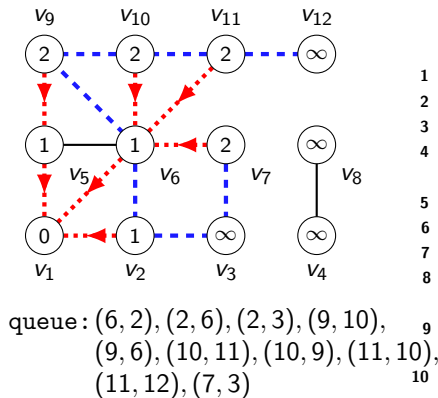 v9 v10 v11 v12
2 2 2 ∞
1
2
3
4
1 1 2 ∞
v5 v6 v7 v8
5
6
7
8
0 1 ∞ ∞
v1 v2 v3 v4
queue: (6, 2), (2, 6), (2, 3), (9, 10),
9
(9, 6), (10, 11), (10, 9), (11, 10),
(11, 12), (7, 3)
10